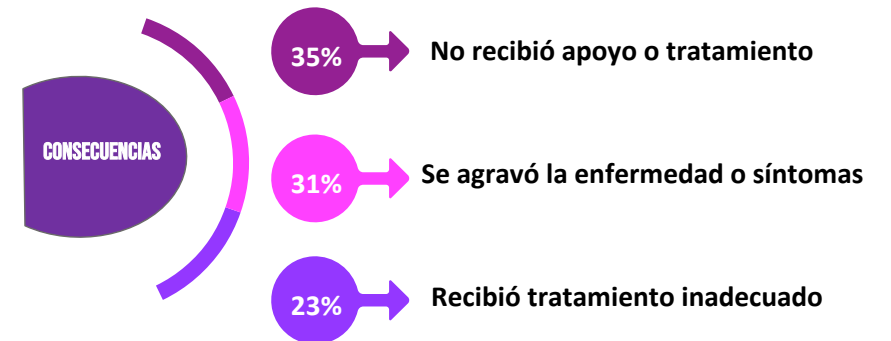 CONSECUENCIAS
35% No recibió apoyo o tratamiento
31% Se agravó la enfermedad o síntomas
23% Recibió tratamiento inadecuado